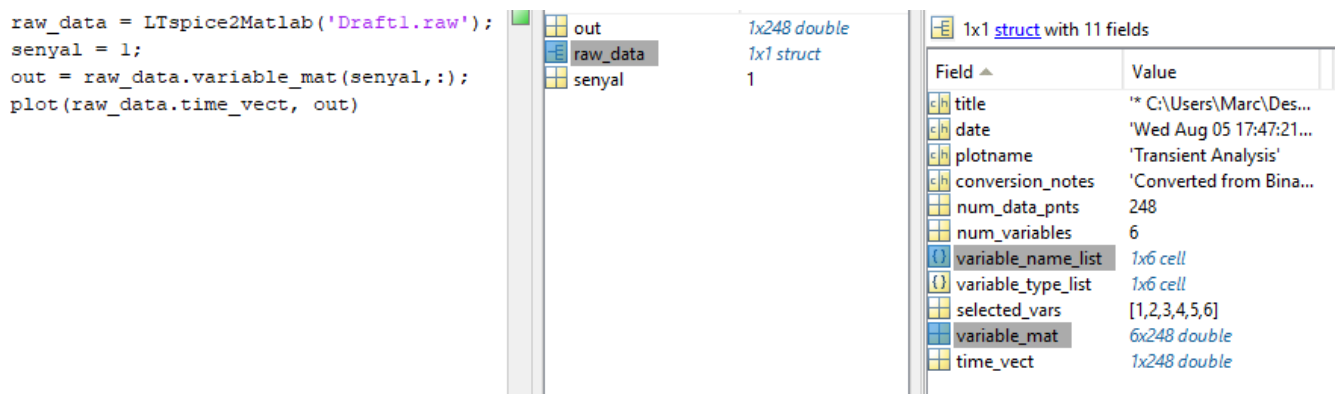 raw_data = LTspice2Matlab('Draft1.raw');
senyal = 1;
out = raw_data.variable_mat(senyal,:);
plot(raw_data.time_vect, out)
out 1x248 double
raw_data 1x1 struct
senyal 1
1x1 struct with 11 fields
Field Value
title '* C:\Users\Marc\Des...
date 'Wed Aug 05 17:47:21...
plotname 'Transient Analysis'
conversion_notes 'Converted from Bina...
num_data_pnts 248
num_variables 6
variable_name_list 1x6 cell
variable_type_list 1x6 cell
selected_vars [1,2,3,4,5,6]
variable_mat 6x248 double
time_vect 1x248 double